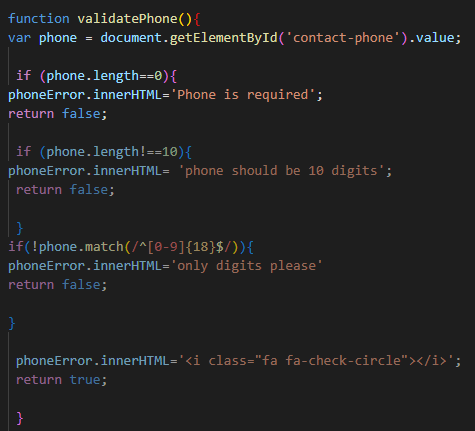 function validatePhone(){
var phone = document.getElementById('contact-phone').value;
if (phone.length==0){
phoneError.innerHTML='Phone is required';
return false;
if (phone.length!==10){
phoneError.innerHTML= 'phone should be 10 digits';
return false;
}
if(!phone.match(/^[0-9]{18}$/)){
phoneError.innerHTML='only digits please'
return false;
}
phoneError.innerHTML='<i class="fa fa-check-circle"></i>';
return true;
}